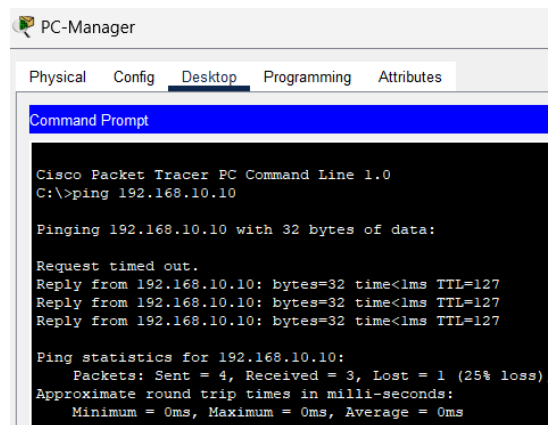 PC-Manager
Physical Config Desktop Programming Attributes
Command Prompt
Cisco Packet Tracer PC Command Line 1.0
C:\>ping 192.168.10.10
Pinging 192.168.10.10 with 32 bytes of data:
Request timed out.
Reply from 192.168.10.10: bytes=32 time<1ms TTL=127
Reply from 192.168.10.10: bytes=32 time<1ms TTL=127
Reply from 192.168.10.10: bytes=32 time<1ms TTL=127
Ping statistics for 192.168.10.10:
Packets: Sent = 4, Received = 3, Lost = 1 (25% loss)
Approximate round trip times in milli-seconds:
Minimum = 0ms, Maximum = 0ms, Average = 0ms